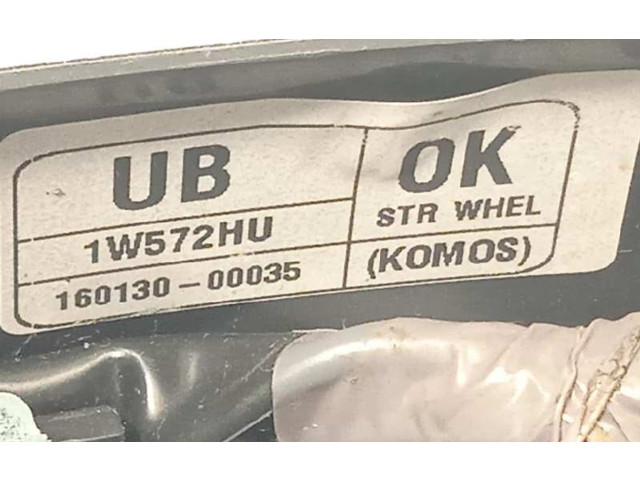 UB
1W572HU
160130-00035
OK
STR WHEL
(KOMOS)